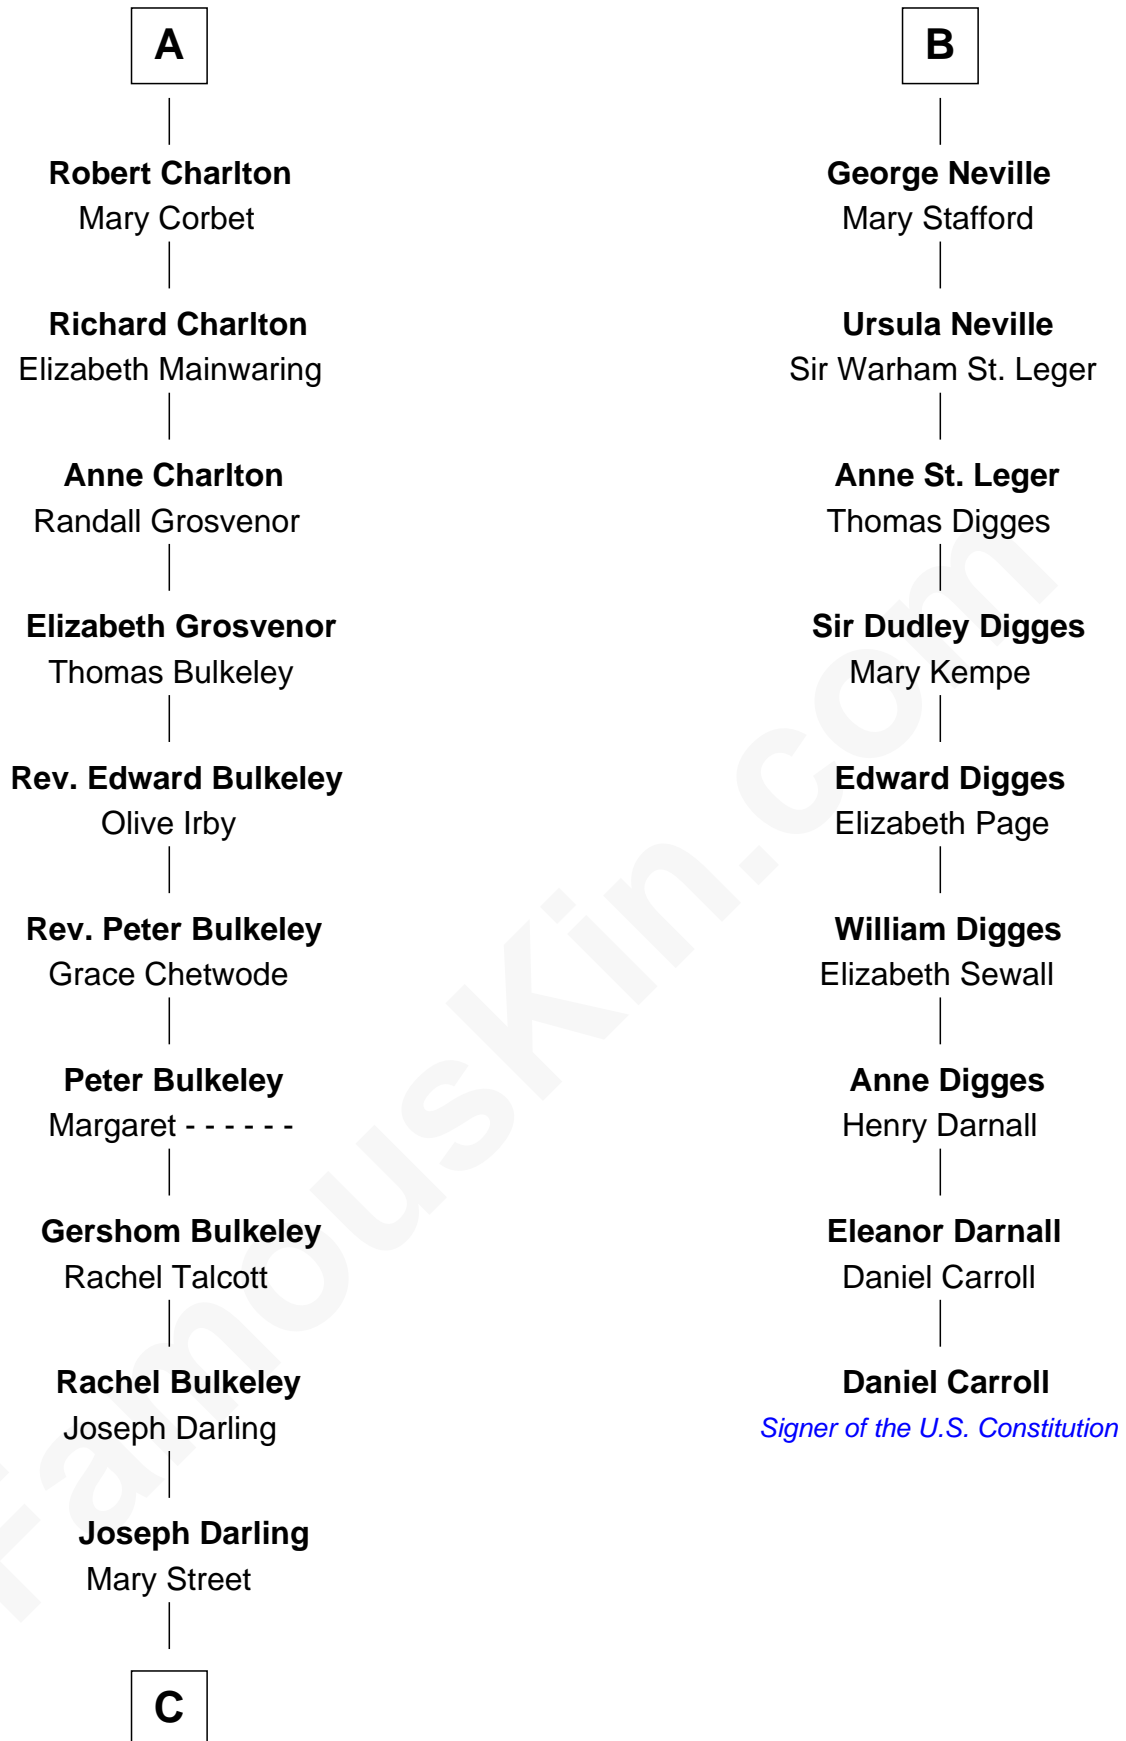 A
Robert Charlton
Mary Corbet
Richard Charlton
Elizabeth Mainwaring
Anne Charlton
Randall Grosvenor
Elizabeth Grosvenor
Thomas Bulkeley
Rev. Edward Bulkeley
Olive Irby
Rev. Peter Bulkeley
Grace Chetwode
Peter Bulkeley
Margaret - - - - - -
Gershom Bulkeley
Rachel Talcott
Rachel Bulkeley
Joseph Darling
Joseph Darling
Mary Street
C
B
George Neville
Mary Stafford
Ursula Neville
Sir Warham St. Leger
Anne St. Leger
Thomas Digges
Sir Dudley Digges
Mary Kempe
Edward Digges
Elizabeth Page
William Digges
Elizabeth Sewall
Anne Digges
Henry Darnall
Eleanor Darnall
Daniel Carroll
Daniel Carroll
Signer of the U.S. Constitution
FamousKin.com